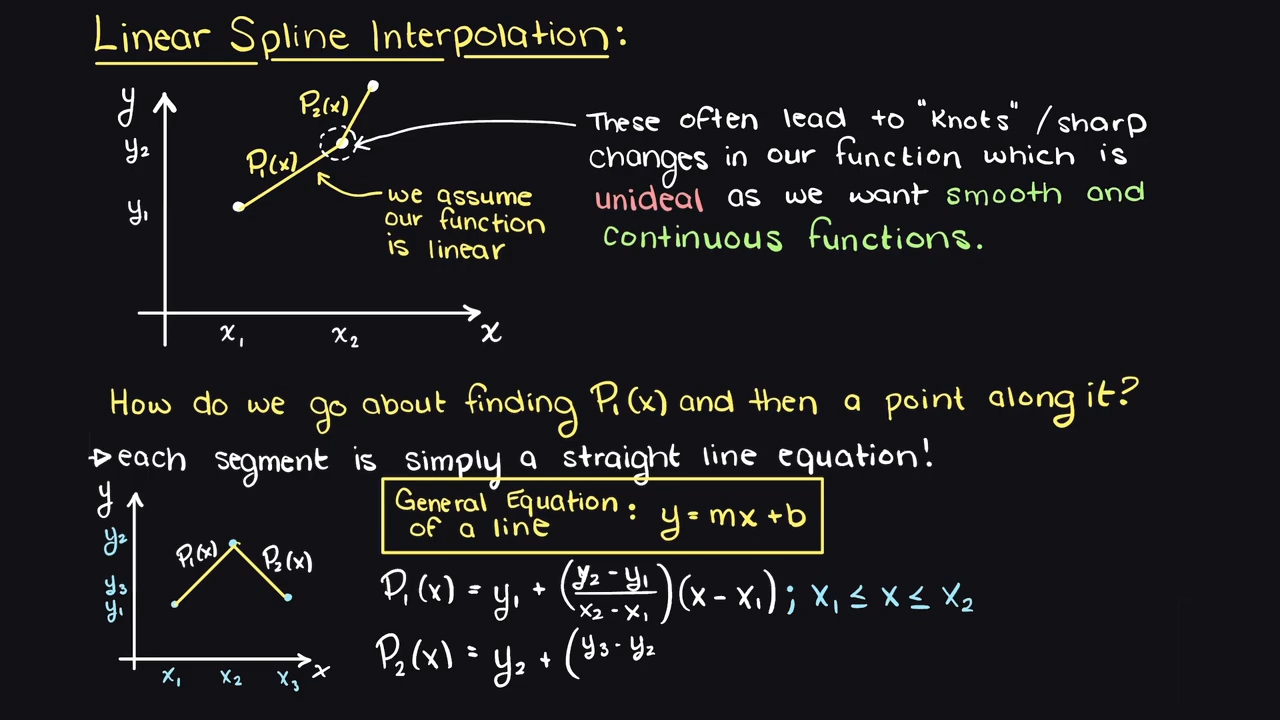 Linear Spline Interpolation:
y
y₂
y₁
P₂(x)
P₁(x)
we assume
our function
is linear
x₁ x₂ x
These often lead to "Knots" / sharp
changes in our function which is
unideal as we want smooth and
continuous functions.
How do we go about finding P₁(x) and then a point along it?
each segment is simply a straight line equation!
y
y₂
y₃
y₁
P₁(x) P₂(x)
x₁ x₂ x₃ x
General Equation
of a line : y = mx + b
P₁(x) = y₁ + ((y₂ - y₁)/(x₂ - x₁))(x - x₁); x₁ ≤ x ≤ x₂
P₂(x) = y₂ + (y₃ - y₂